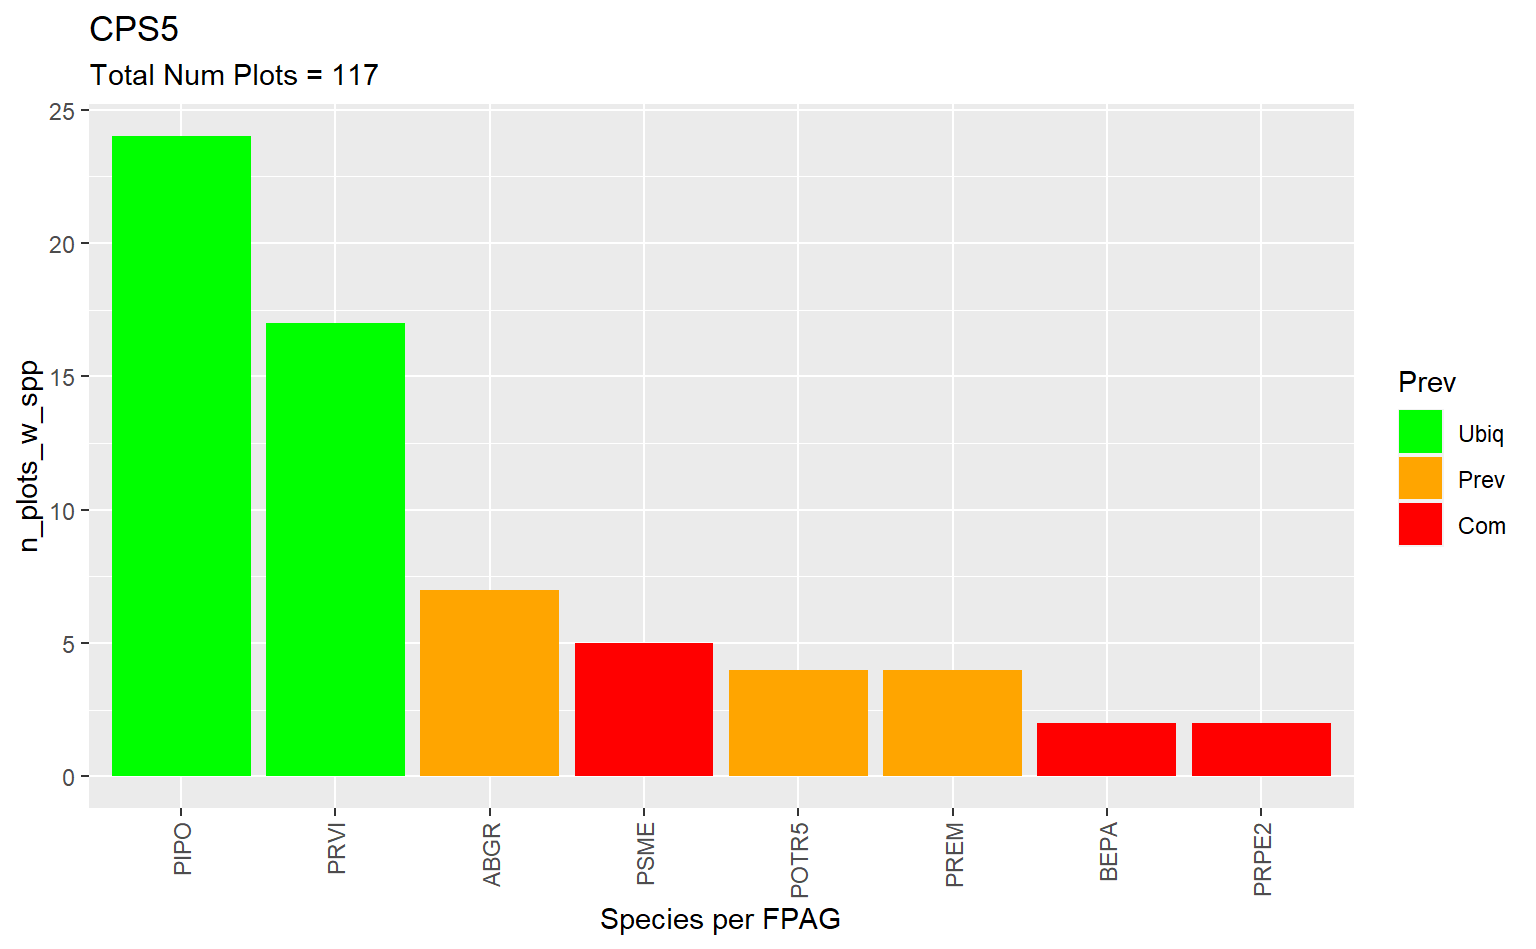 CPS5
Total Num Plots = 117
n_plots_w_spp
25
20
15
10
5
0
PIPO
PRVI
ABGR
PSME
POTR5
PREM
BEPA
PRPE2
Species per FPAG
Prev
Ubiq
Prev
Com